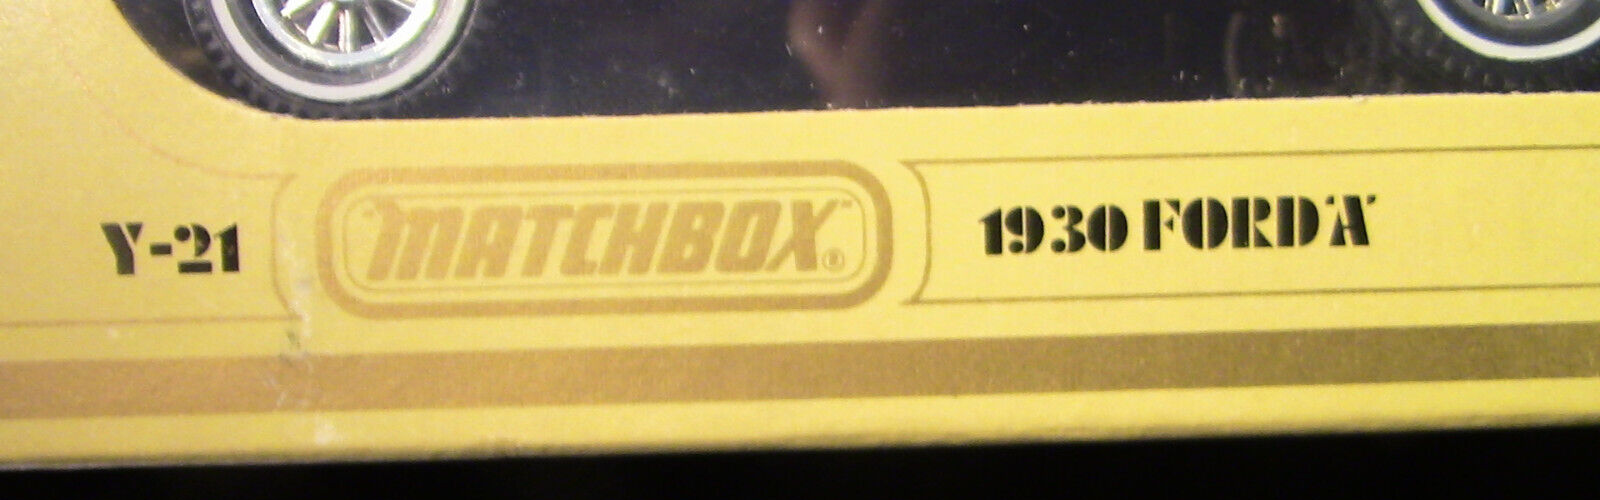 Y-21 "MATCHBOX"® 1930 FORD 'A'